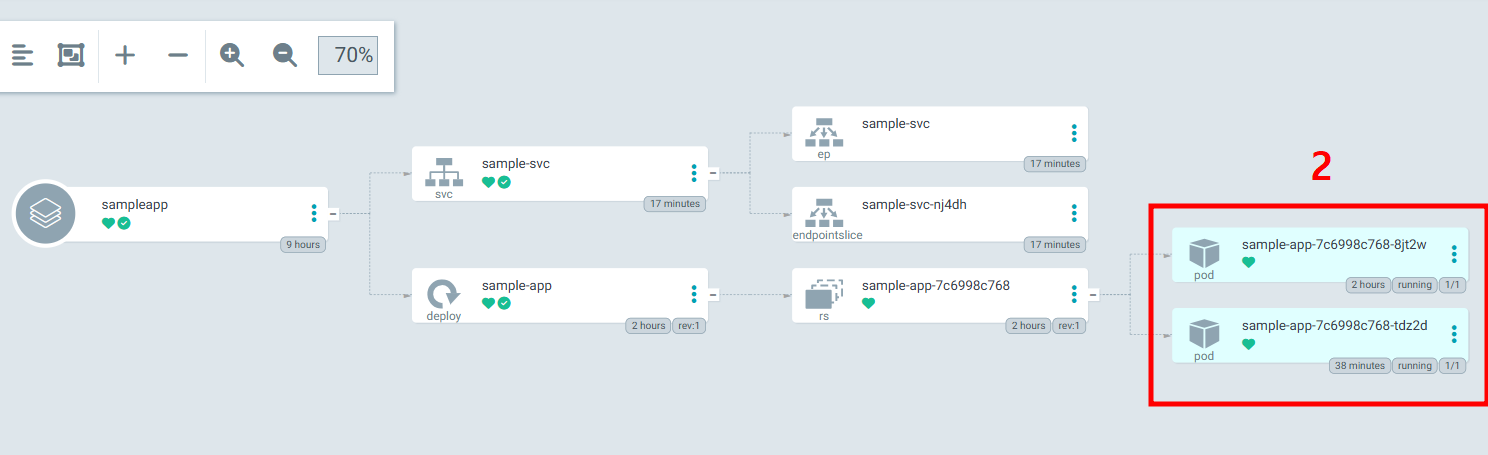 70%
sampleapp
9 hours
sample-svc
svc
17 minutes
sample-app
deploy
2 hours rev:1
sample-svc
ep
17 minutes
sample-svc-nj4dh
endpointslice
17 minutes
sample-app-7c6998c768
rs
2 hours rev:1
2
sample-app-7c6998c768-8jt2w
pod
2 hours running 1/1
sample-app-7c6998c768-tdz2d
pod
38 minutes running 1/1